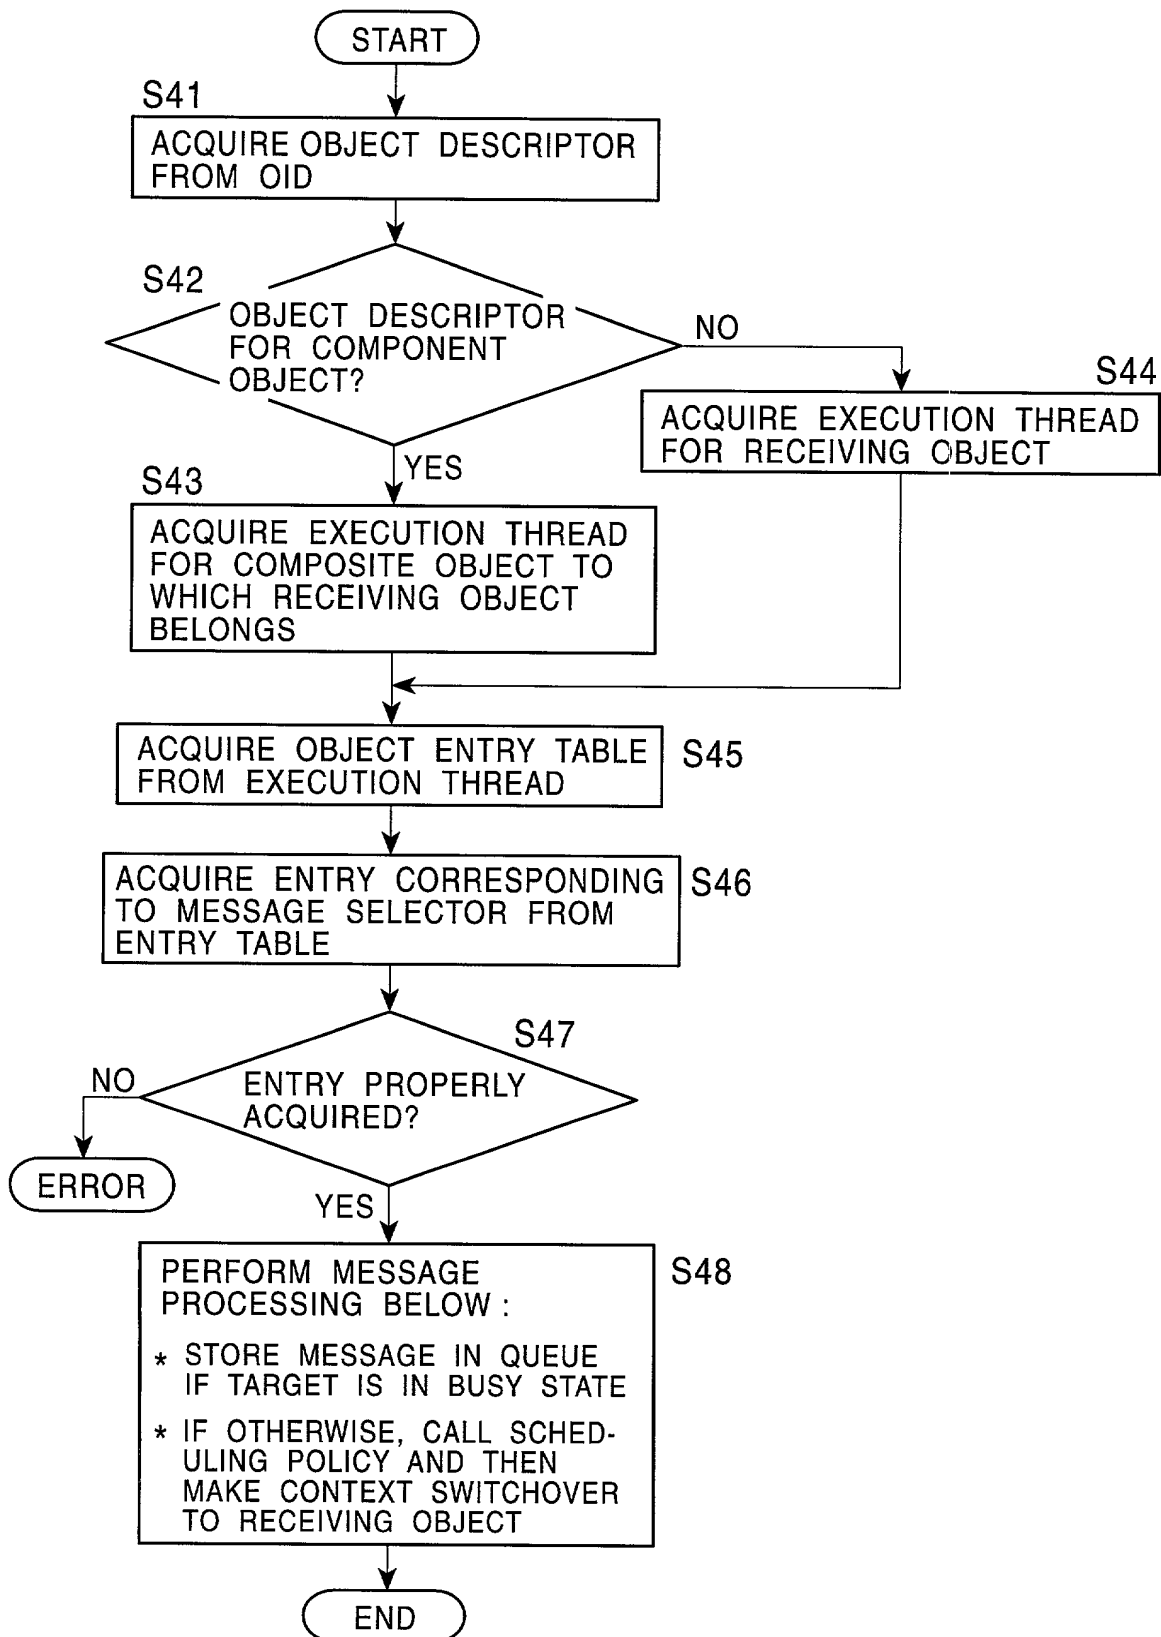 START
S41
ACQUIRE OBJECT DESCRIPTOR
FROM OID
S42
OBJECT DESCRIPTOR
FOR COMPONENT
OBJECT?
NO
S44
ACQUIRE EXECUTION THREAD
FOR RECEIVING OBJECT
YES
S43
ACQUIRE EXECUTION THREAD
FOR COMPOSITE OBJECT TO
WHICH RECEIVING OBJECT
BELONGS
ACQUIRE OBJECT ENTRY TABLE
FROM EXECUTION THREAD
S45
ACQUIRE ENTRY CORRESPONDING
TO MESSAGE SELECTOR FROM
ENTRY TABLE
S46
S47
ENTRY PROPERLY
ACQUIRED?
NO
ERROR
YES
S48
PERFORM MESSAGE
PROCESSING BELOW :
* STORE MESSAGE IN QUEUE
IF TARGET IS IN BUSY STATE
* IF OTHERWISE, CALL SCHED-
ULING POLICY AND THEN
MAKE CONTEXT SWITCHOVER
TO RECEIVING OBJECT
END